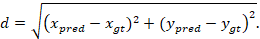 d = √((x_pred − x_gt)² + (y_pred − y_gt)²).